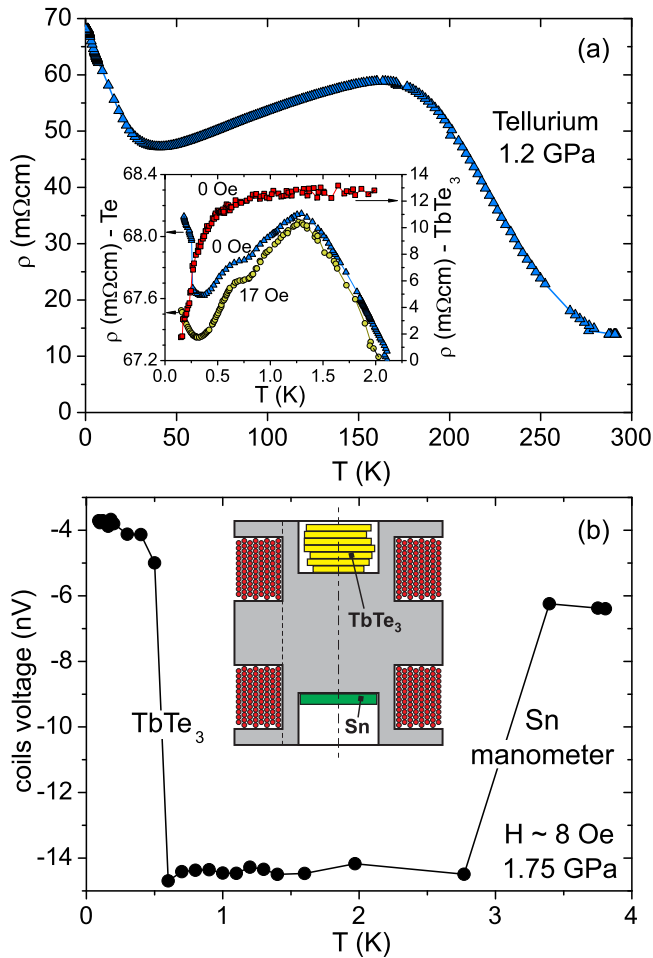 70
60
50
40
30
20
10
0
ρ (mΩcm)
(a)
Tellurium
1.2 GPa
68.4
68.0
67.6
67.2
ρ (mΩcm) - Te
0 Oe
0 Oe
17 Oe
14
12
10
8
6
4
2
0
ρ (mΩcm) - TbTe₃
0.0 0.5 1.0 1.5 2.0
T (K)
0 50 100 150 200 250 300
T (K)
-4
-6
-8
-10
-12
-14
coils voltage (nV)
(b)
TbTe₃
Sn
TbTe₃
Sn
manometer
H ~ 8 Oe
1.75 GPa
0 1 2 3 4
T (K)